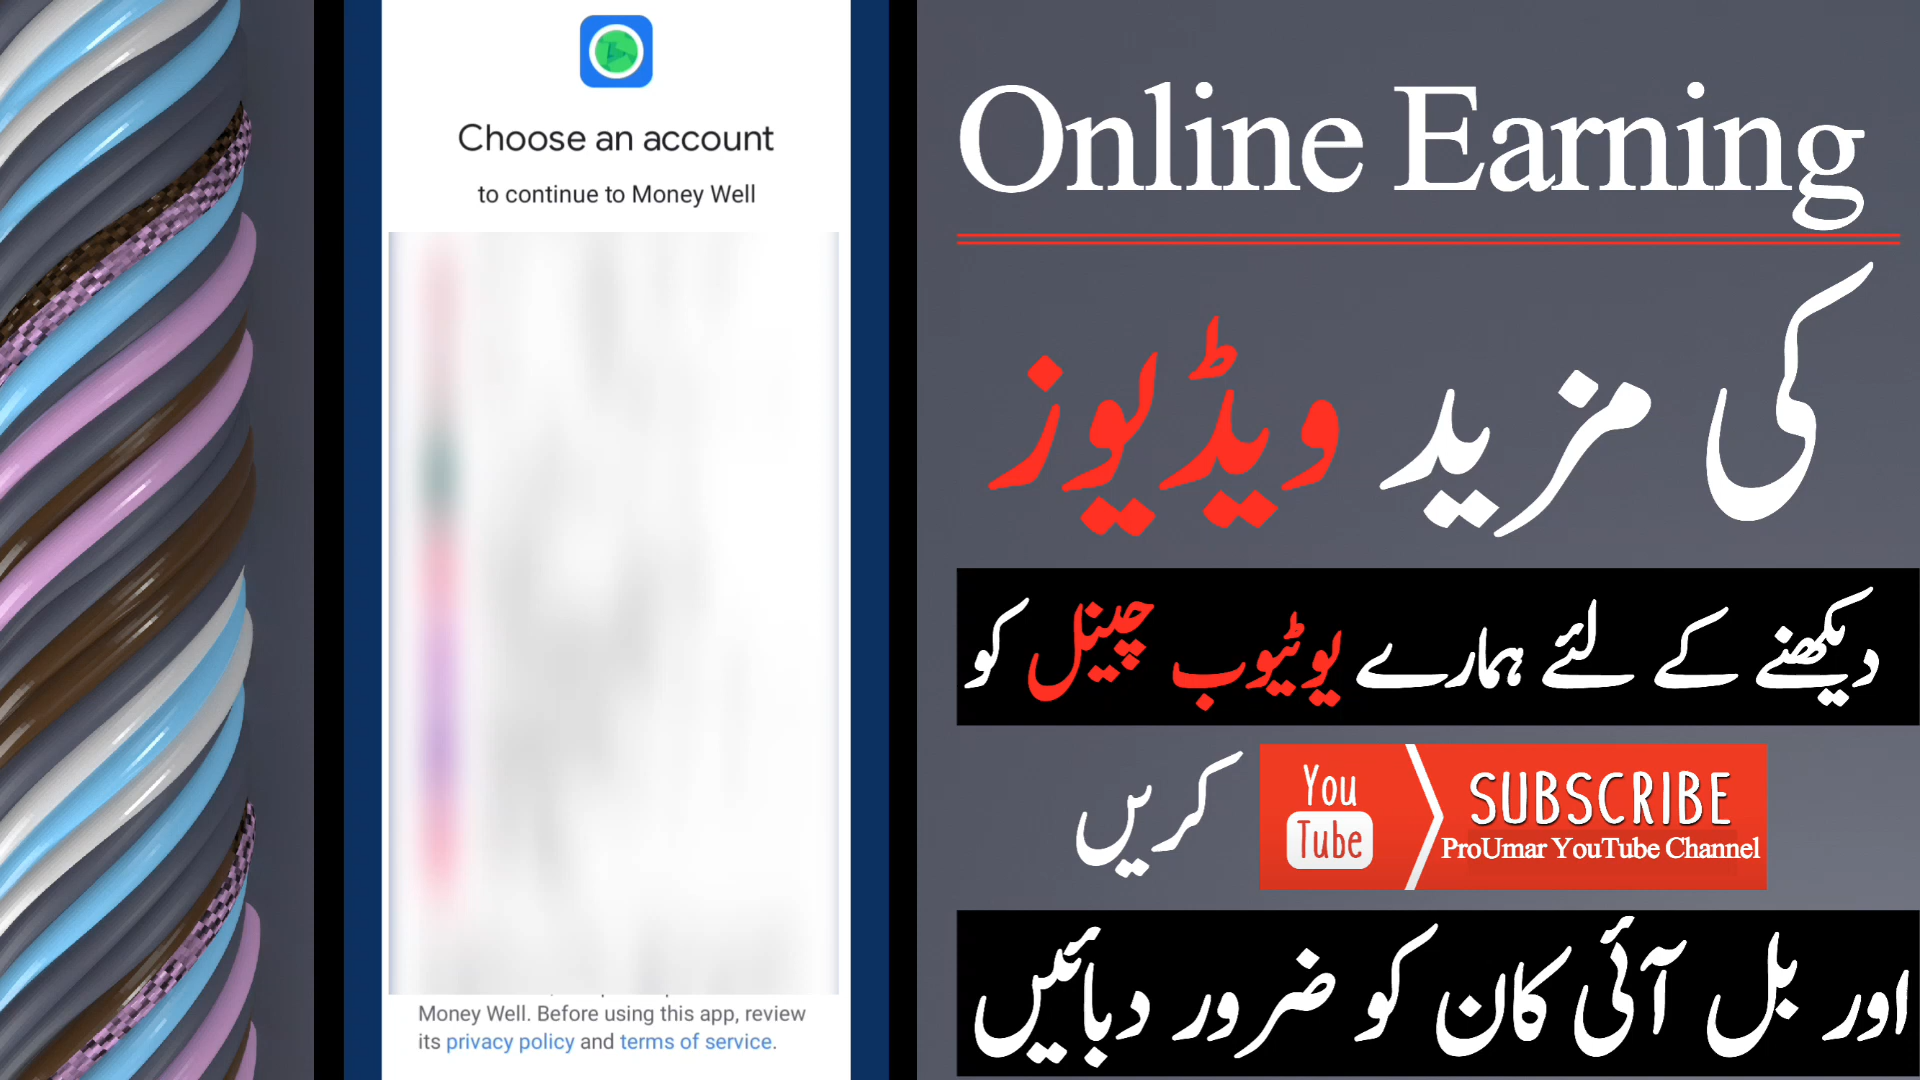 Choose an account
to continue to Money Well
Money Well. Before using this app, review
its privacy policy and terms of service.
Online Earning
کی مزید ویڈیوز
دیکھنے کے لئے ہمارے یوٹیوب چینل کو
You
Tube
SUBSCRIBE
ProUmar YouTube Channel
کریں
اور بل آئی کان کو ضرور دبائیں